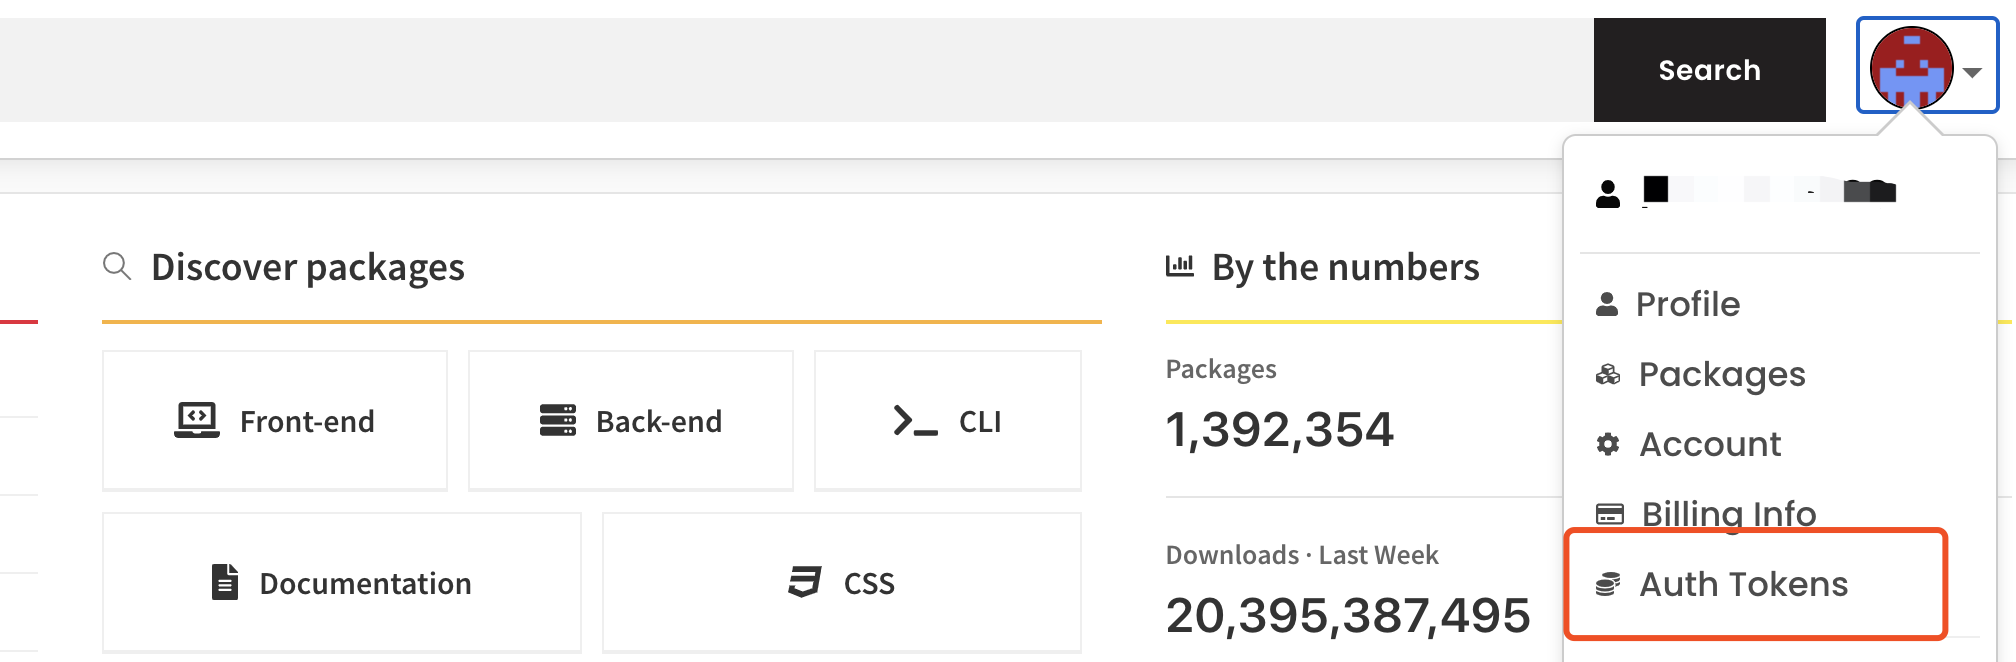 Search
Discover packages
Front-end
Back-end
CLI
Documentation
CSS
By the numbers
Packages
1,392,354
Downloads · Last Week
20,395,387,495
Profile
Packages
Account
Billing Info
Auth Tokens